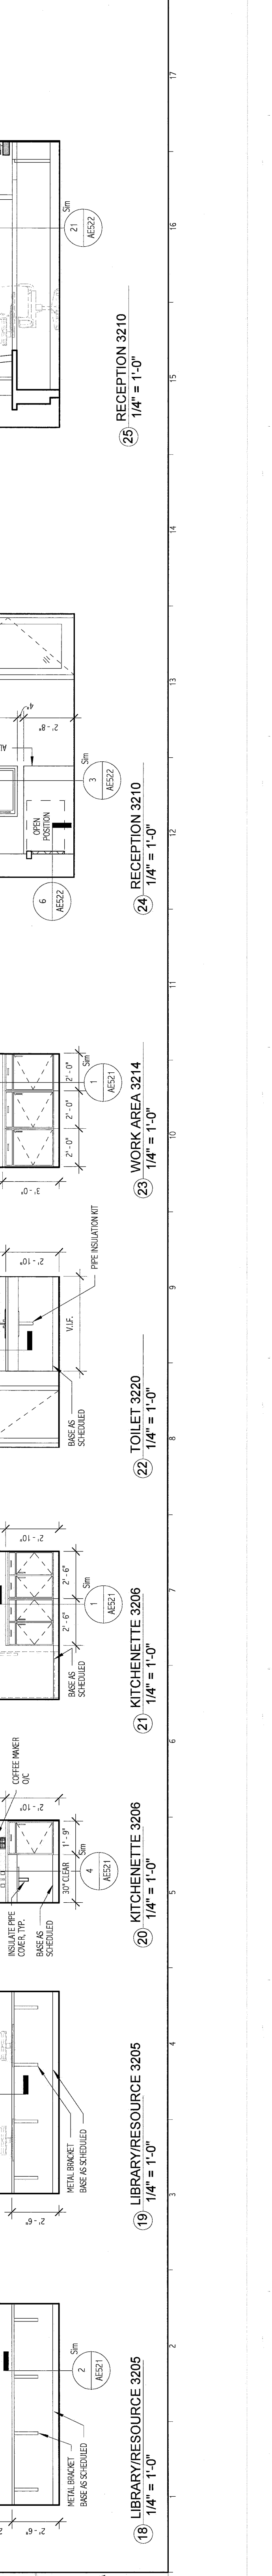 2' - 6"
METAL BRACKET
BASE AS SCHEDULED
2
AE521
Sim
18 LIBRARY/RESOURCE 3205
1/4" = 1'-0"
2' - 6"
METAL BRACKET
BASE AS SCHEDULED
19 LIBRARY/RESOURCE 3205
1/4" = 1'-0"
INSULATE PIPE
COVER, TYP.
BASE AS
SCHEDULED
COFFEE MAKER
O/C
30" CLEAR
1' - 9"
2' - 10"
4
AE521
Sim
20 KITCHENETTE 3206
1/4" = 1'-0"
BASE AS
SCHEDULED
2' - 6"
2' - 6"
2' - 10"
1
AE521
Sim
21 KITCHENETTE 3206
1/4" = 1'-0"
BASE AS
SCHEDULED
V.I.F.
2' - 10"
PIPE INSULATION KIT
22 TOILET 3220
1/4" = 1'-0"
3' - 0"
2' - 0"
2' - 0"
2' - 0"
1
AE521
Sim
23 WORK AREA 3214
1/4" = 1'-0"
6
AE522
OPEN
POSITION
3
AE522
Sim
2' - 8"
4"
24 RECEPTION 3210
1/4" = 1'-0"
21
AE522
Sim
25 RECEPTION 3210
1/4" = 1'-0"
1
2
3
4
5
6
7
8
9
10
11
12
13
14
15
16
17